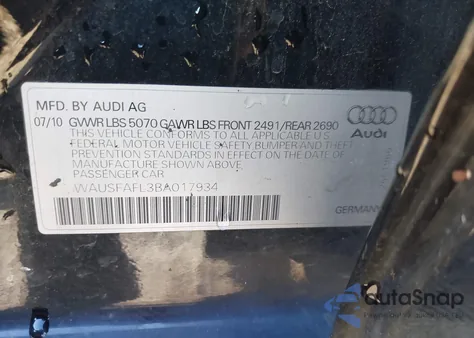 MFD. BY AUDI AG
07/10 GWWR LBS 5070 GAWR LBS FRONT 2491/REAR 2690
THIS VEHICLE CONFORMS TO ALL APPLICABLE U.S
FEDERAL MOTOR VEHICLE SAFETY BUMPER AND THEFT
PREVENTION STANDARDS IN EFFECT ON THE DATE OF
MANUFACTURE SHOWN ABOVE.
PASSENGER CAR
WAUSFAFL3BA017934
Audi
GERMANY
autaSnap